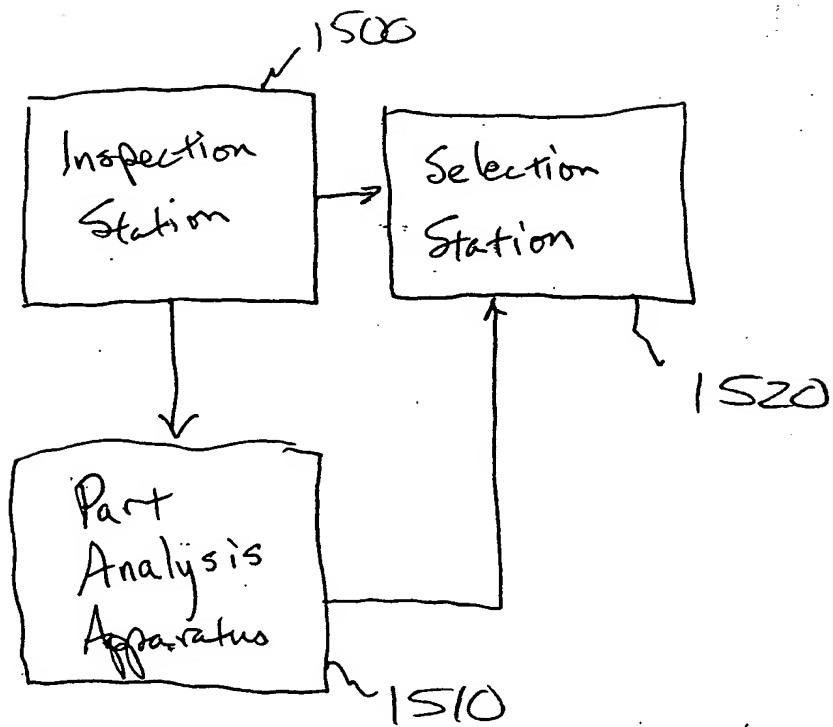 1500
Inspection
Station
Selection
Station
1520
Part
Analysis
Apparatus
1510